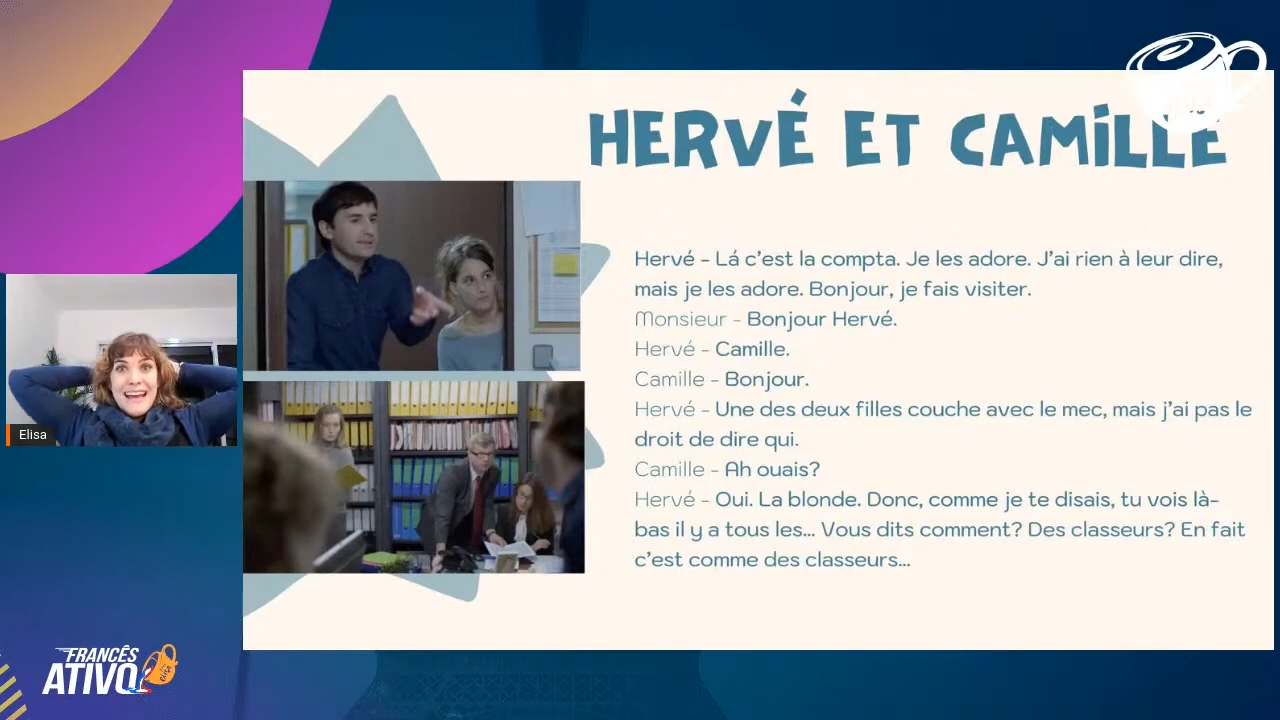 HERVÉ ET CAMILLE
Hervé - Lá c'est la compta. Je les adore. J'ai rien à leur dire,
mais je les adore. Bonjour, je fais visiter.
Monsieur - Bonjour Hervé.
Hervé - Camille.
Camille - Bonjour.
Hervé - Une des deux filles couche avec le mec, mais j'ai pas le
droit de dire qui.
Camille - Ah ouais?
Hervé - Oui. La blonde. Donc, comme je te disais, tu vois là-
bas il y a tous les... Vous dits comment? Des classeurs? En fait
c'est comme des classeurs...
Elisa
FRANCÊS
ATIVO